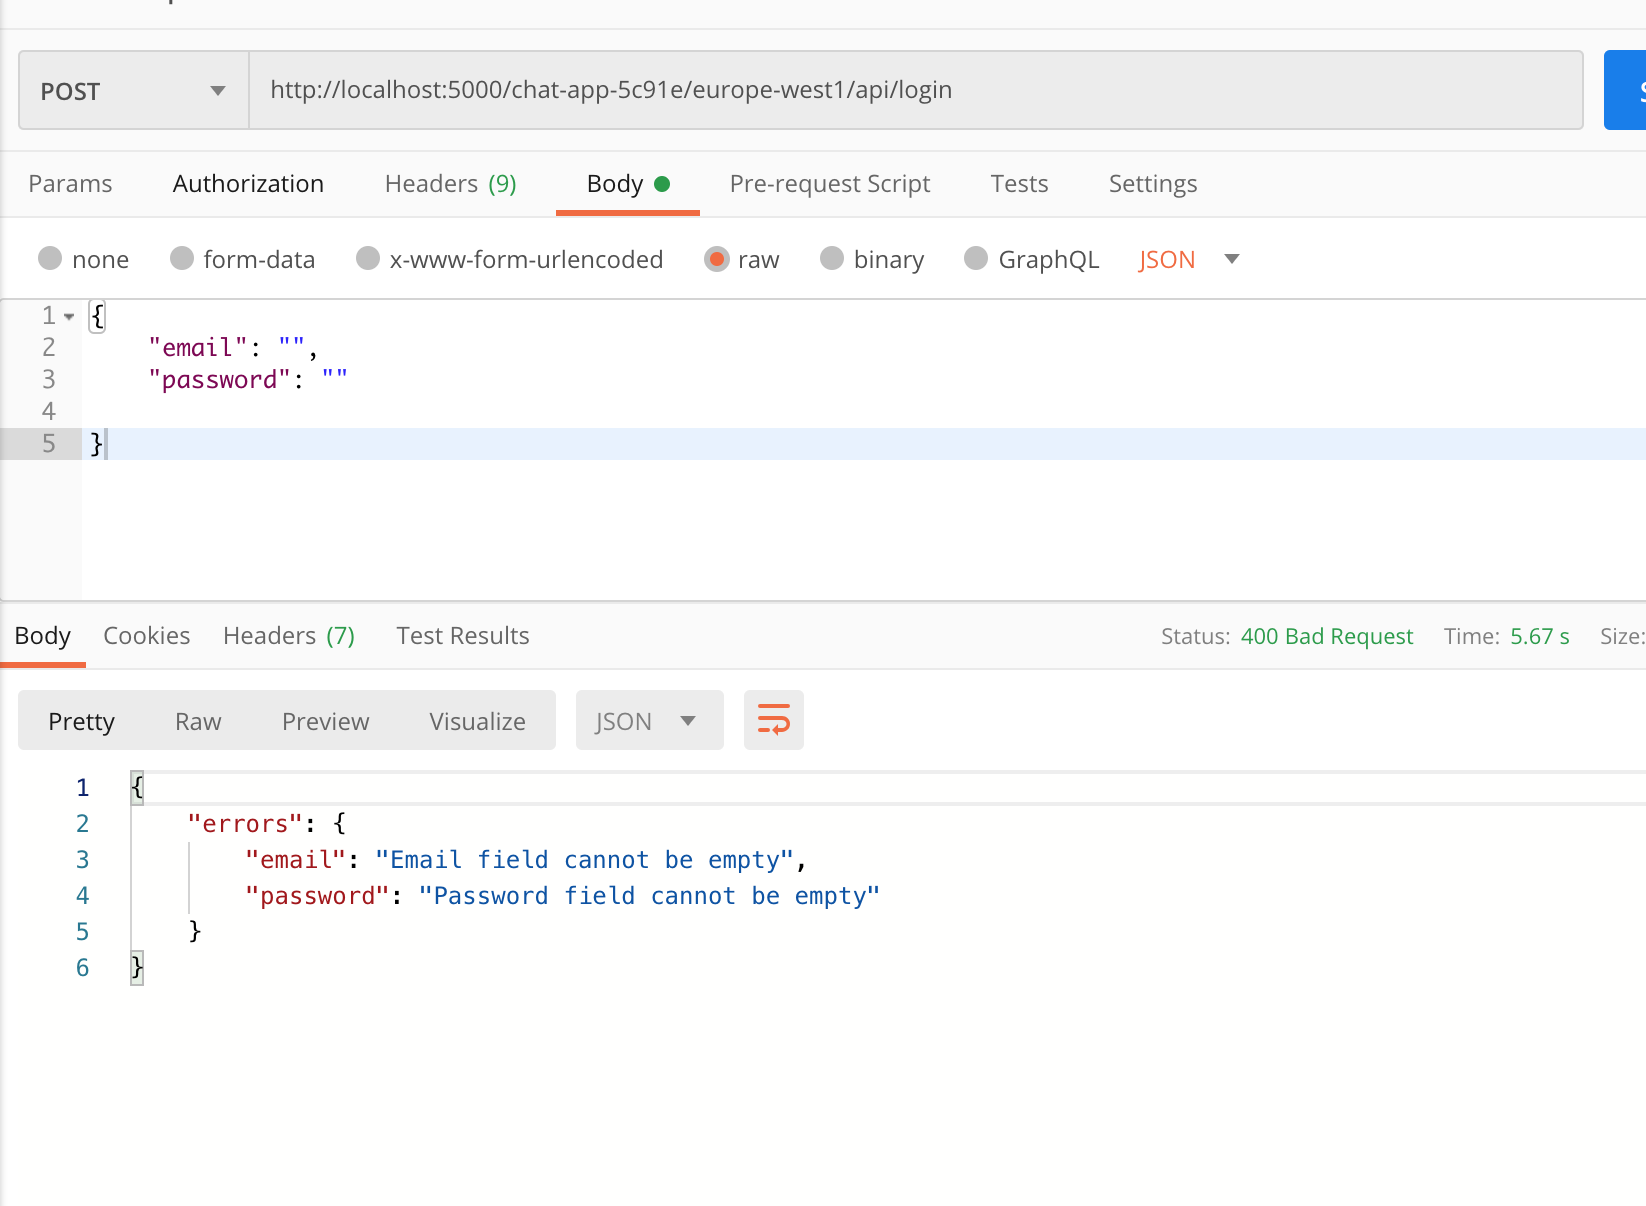 POST http://localhost:5000/chat-app-5c91e/europe-west1/api/login
Params Authorization Headers (9) Body Pre-request Script Tests Settings
none form-data x-www-form-urlencoded raw binary GraphQL JSON
1 {
2 "email": "",
3 "password": ""
4
5 }
Body Cookies Headers (7) Test Results Status: 400 Bad Request Time: 5.67 s Size:
Pretty Raw Preview Visualize JSON
1 {
2 "errors": {
3 "email": "Email field cannot be empty",
4 "password": "Password field cannot be empty"
5 }
6 }